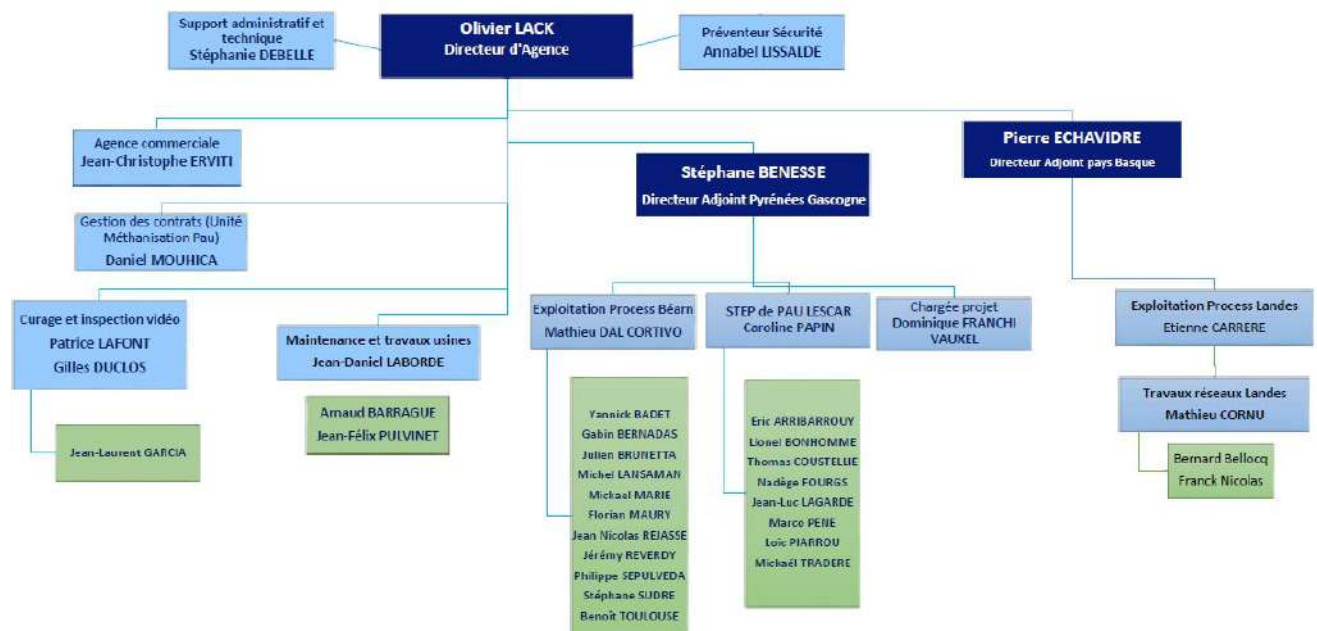 Support administratif et
technique
Stéphanie DEBELLE
Olivier LACK
Directeur d'Agence
Préventeur Sécurité
Annabel LISSALDE
Agence commerciale
Jean-Christophe ERVITI
Pierre ECHAVIDRE
Directeur Adjoint pays Basque
Stéphane BENESSE
Directeur Adjoint Pyrénées Gascogne
Gestion des contrats (Unité
Méthanisation Pau)
Daniel MOUHICA
Curage et inspection vidéo
Patrice LAFONT
Gilles DUCLOS
Maintenance et travaux usines
Jean-Daniel LABORDE
Exploitation Process Béarn
Mathieu DAL CORTIVO
STEP de PAU LESCAR
Caroline PAPIN
Chargée projet
Dominique FRANCHI
VAUXEL
Exploitation Process Landes
Etienne CARRERE
Travaux réseaux Landes
Mathieu CORNU
Jean-Laurent GARCIA
Arnaud BARRAGUE
Jean-Félix PULVINET
Yannick BADET
Gabin BERNADAS
Julien BRUNETTA
Michel LANSAMAN
Mickael MARIE
Florian MAURY
Jean Nicolas REJASSE
Jérémy REVERDY
Philippe SEPULVEDA
Stéphane SUDRE
Benoît TOULOUSE
Eric ARRIBARROUY
Lionel BONHOMME
Thomas COUSTELLIE
Nadège FOURGS
Jean-Luc LAGARDE
Marco PENE
Loïc PIARROU
Mickaël TRADERE
Bernard Bellocq
Franck Nicolas